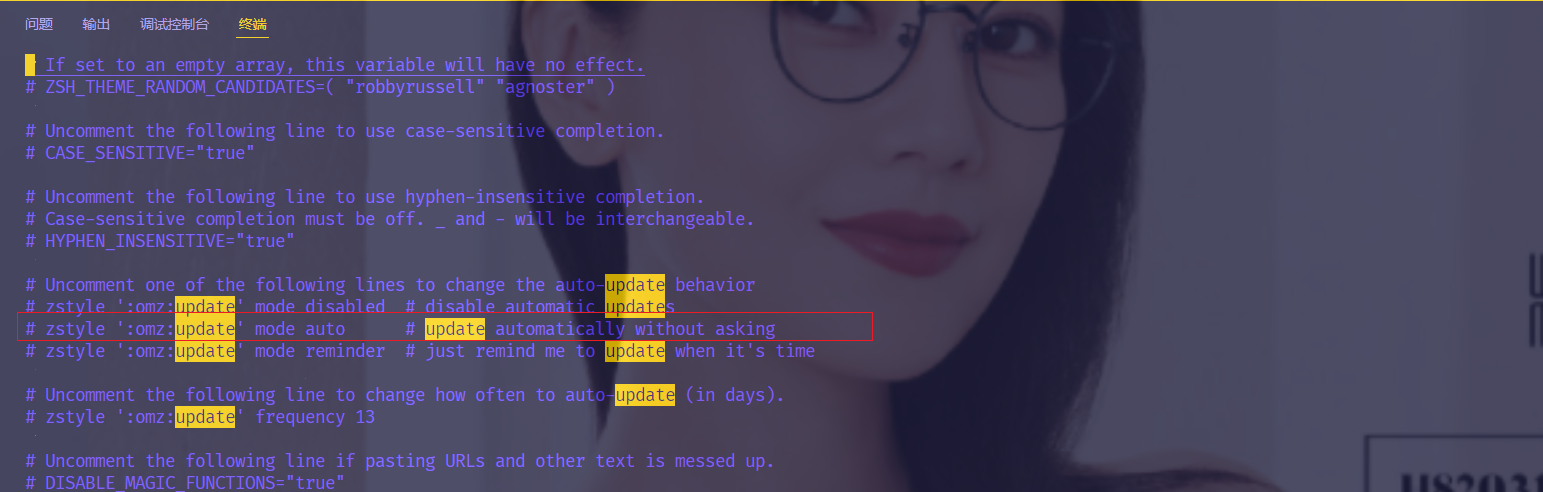 问题 输出 调试控制台 终端
# If set to an empty array, this variable will have no effect.
# ZSH_THEME_RANDOM_CANDIDATES=( "robbyrussell" "agnoster" )
# Uncomment the following line to use case-sensitive completion.
# CASE_SENSITIVE="true"
# Uncomment the following line to use hyphen-insensitive completion.
# Case-sensitive completion must be off. _ and - will be interchangeable.
# HYPHEN_INSENSITIVE="true"
# Uncomment one of the following lines to change the auto-update behavior
# zstyle ':omz:update' mode disabled  # disable automatic updates
# zstyle ':omz:update' mode auto      # update automatically without asking
# zstyle ':omz:update' mode reminder  # just remind me to update when it's time
# Uncomment the following line to change how often to auto-update (in days).
# zstyle ':omz:update' frequency 13
# Uncomment the following line if pasting URLs and other text is messed up.
# DISABLE_MAGIC_FUNCTIONS="true"